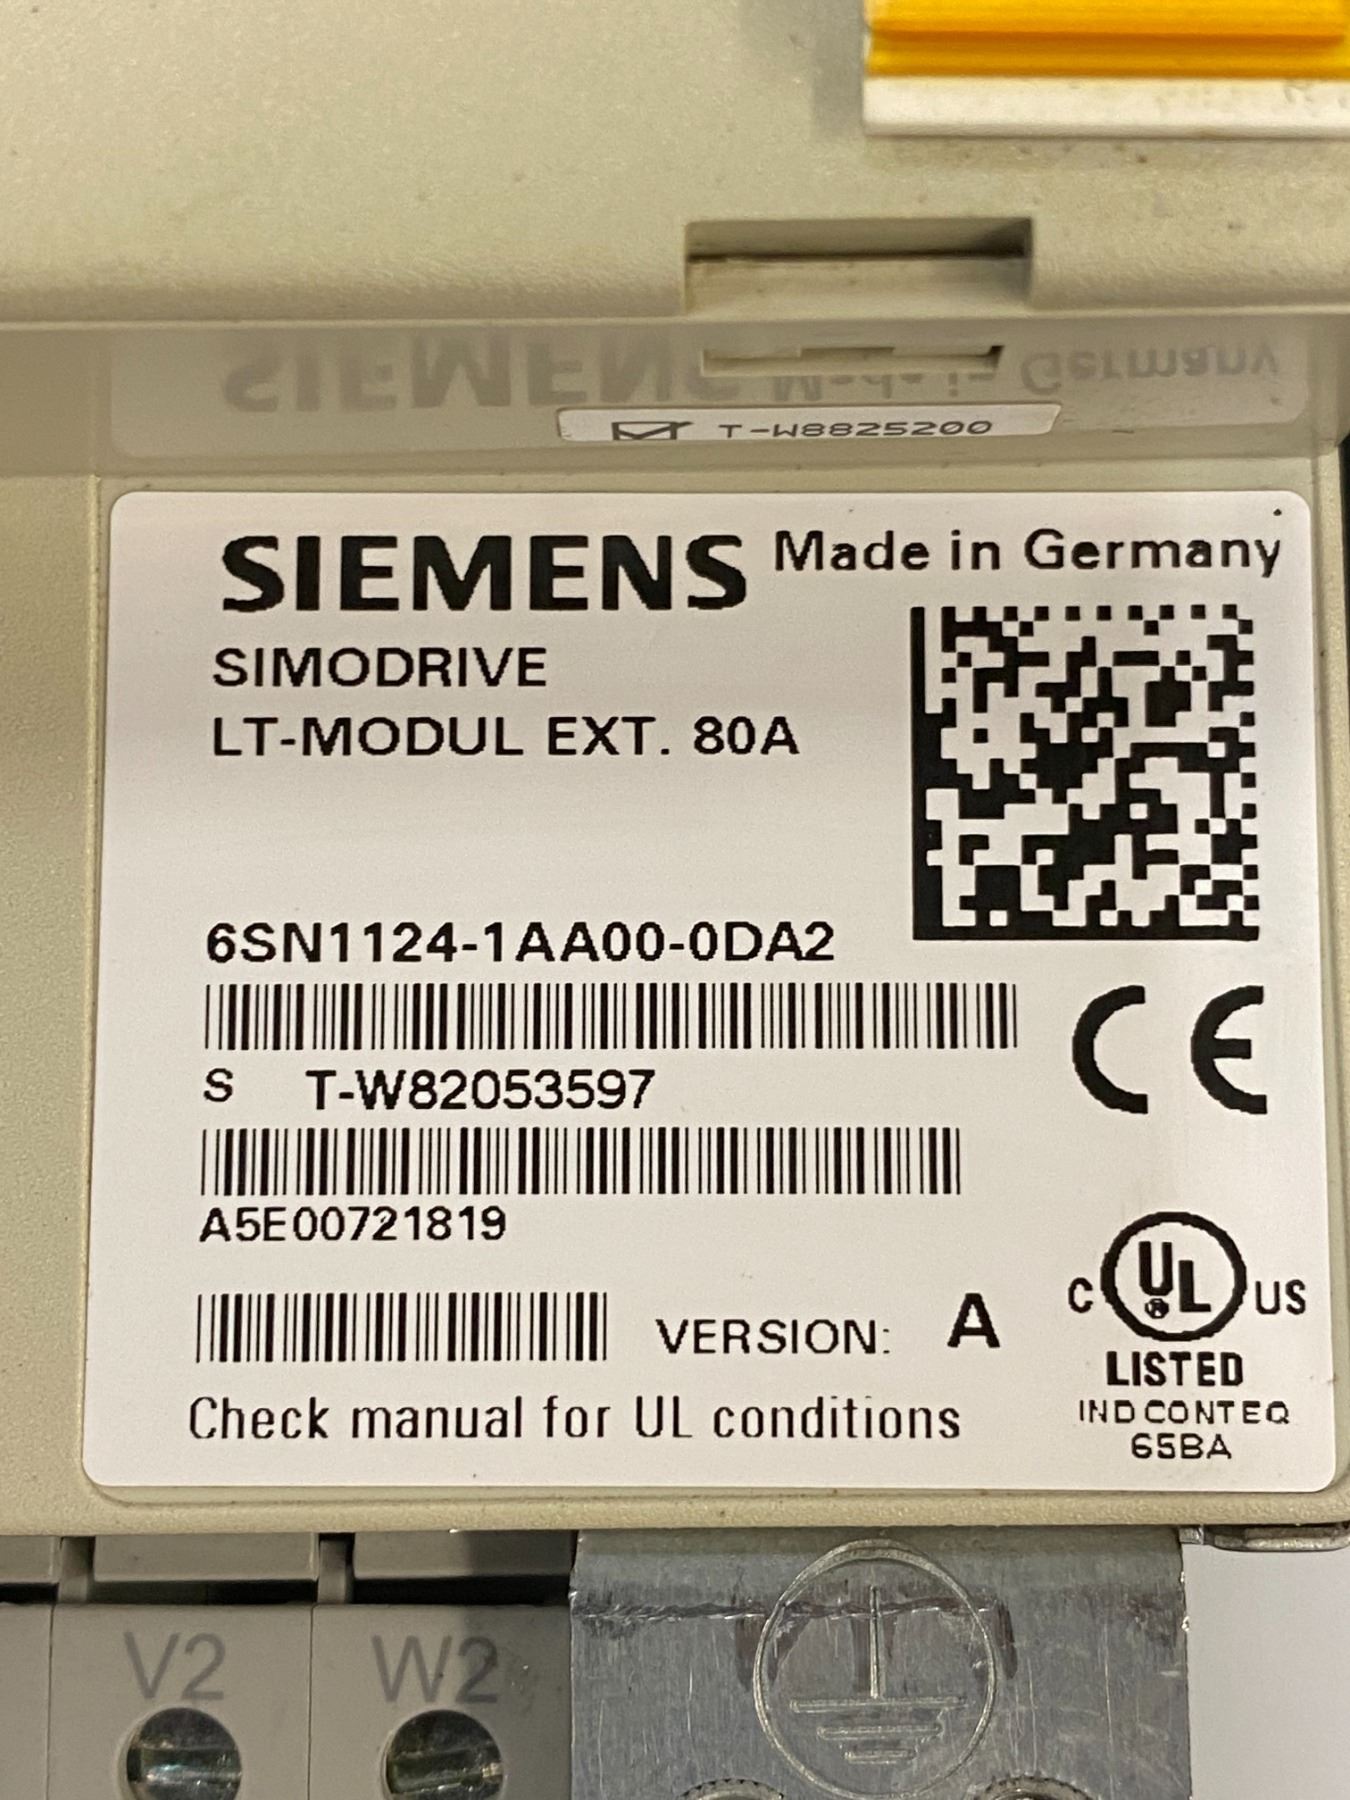 T-W8825200
SIEMENS Made in Germany
SIMODRIVE
LT-MODUL EXT. 80A
6SN1124-1AA00-0DA2
S T-W82053597
A5E00721819
VERSION: A
Check manual for UL conditions
C UL US
LISTED
IND CONT EQ
65BA
V2 W2